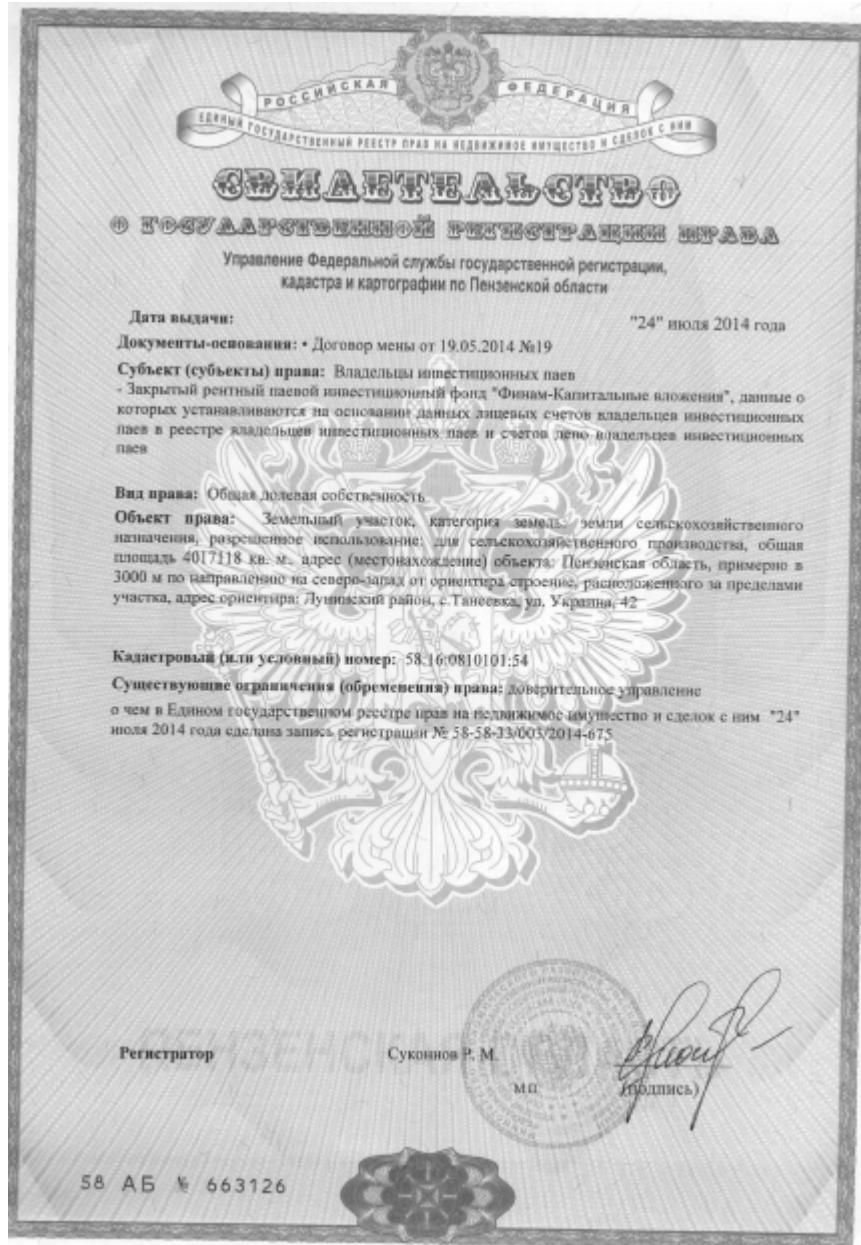 РОССИЙСКАЯ ФЕДЕРАЦИЯ
ЕДИНЫЙ ГОСУДАРСТВЕННЫЙ РЕЕСТР ПРАВ НА НЕДВИЖИМОЕ ИМУЩЕСТВО И СДЕЛОК С НИМ
СВИДЕТЕЛЬСТВО
О ГОСУДАРСТВЕННОЙ РЕГИСТРАЦИИ ПРАВА
Управление Федеральной службы государственной регистрации,
кадастра и картографии по Пензенской области
Дата выдачи: "24" июля 2014 года
Документы-основания: • Договор мены от 19.05.2014 №19
Субъект (субъекты) права: Владельцы инвестиционных паев
- Закрытый рентный паевой инвестиционный фонд "Финам-Капитальные вложения", данные о
которых устанавливаются на основании данных лицевых счетов владельцев инвестиционных
паев в реестре владельцев инвестиционных паев и счетов депо владельцев инвестиционных
паев
Вид права: Общая долевая собственность
Объект права: Земельный участок, категория земель: земли сельскохозяйственного
назначения, разрешенное использование: для сельскохозяйственного производства, общая
площадь 4017118 кв. м., адрес (местонахождение) объекта: Пензенская область, примерно в
3000 м по направлению на северо-запад от ориентира строение, расположенного за пределами
участка, адрес ориентира: Лунинский район, с.Танеевка, ул. Украина, 42
Кадастровый (или условный) номер: 58:16:0810101:54
Существующие ограничения (обременения) права: доверительное управление
о чем в Едином государственном реестре прав на недвижимое имущество и сделок с ним "24"
июля 2014 года сделана запись регистрации № 58-58-33/003/2014-675
ПЕНЗЕНСКАЯ
Регистратор Суконнов Р. М.
М.П. (подпись)
58 АБ № 663126